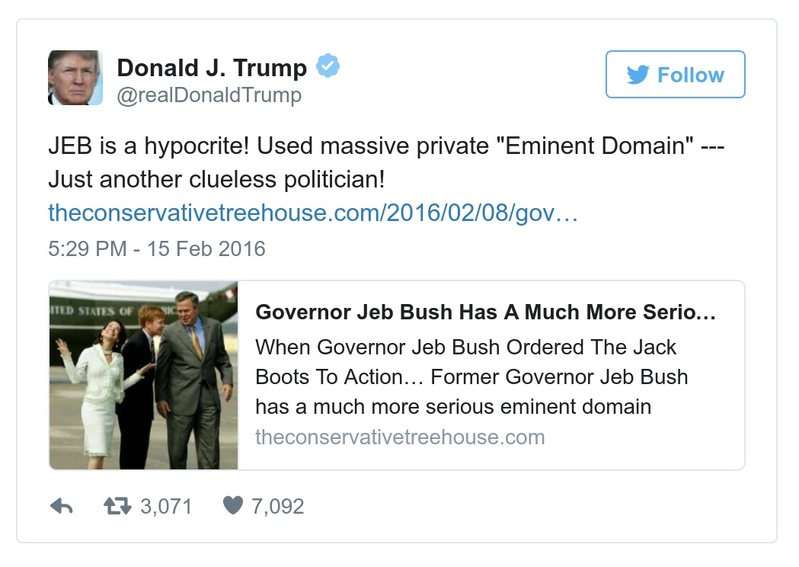 Donald J. Trump
Follow
@realDonaldTrump
JEB is a hypocrite! Used massive private "Eminent Domain" ---
Just another clueless politician!
theconservativetreehouse.com/2016/02/08/gov…
5:29 PM - 15 Feb 2016
ITED STATES OF
Governor Jeb Bush Has A Much More Serio…
When Governor Jeb Bush Ordered The Jack
Boots To Action… Former Governor Jeb Bush
has a much more serious eminent domain
theconservativetreehouse.com
3,071 7,092